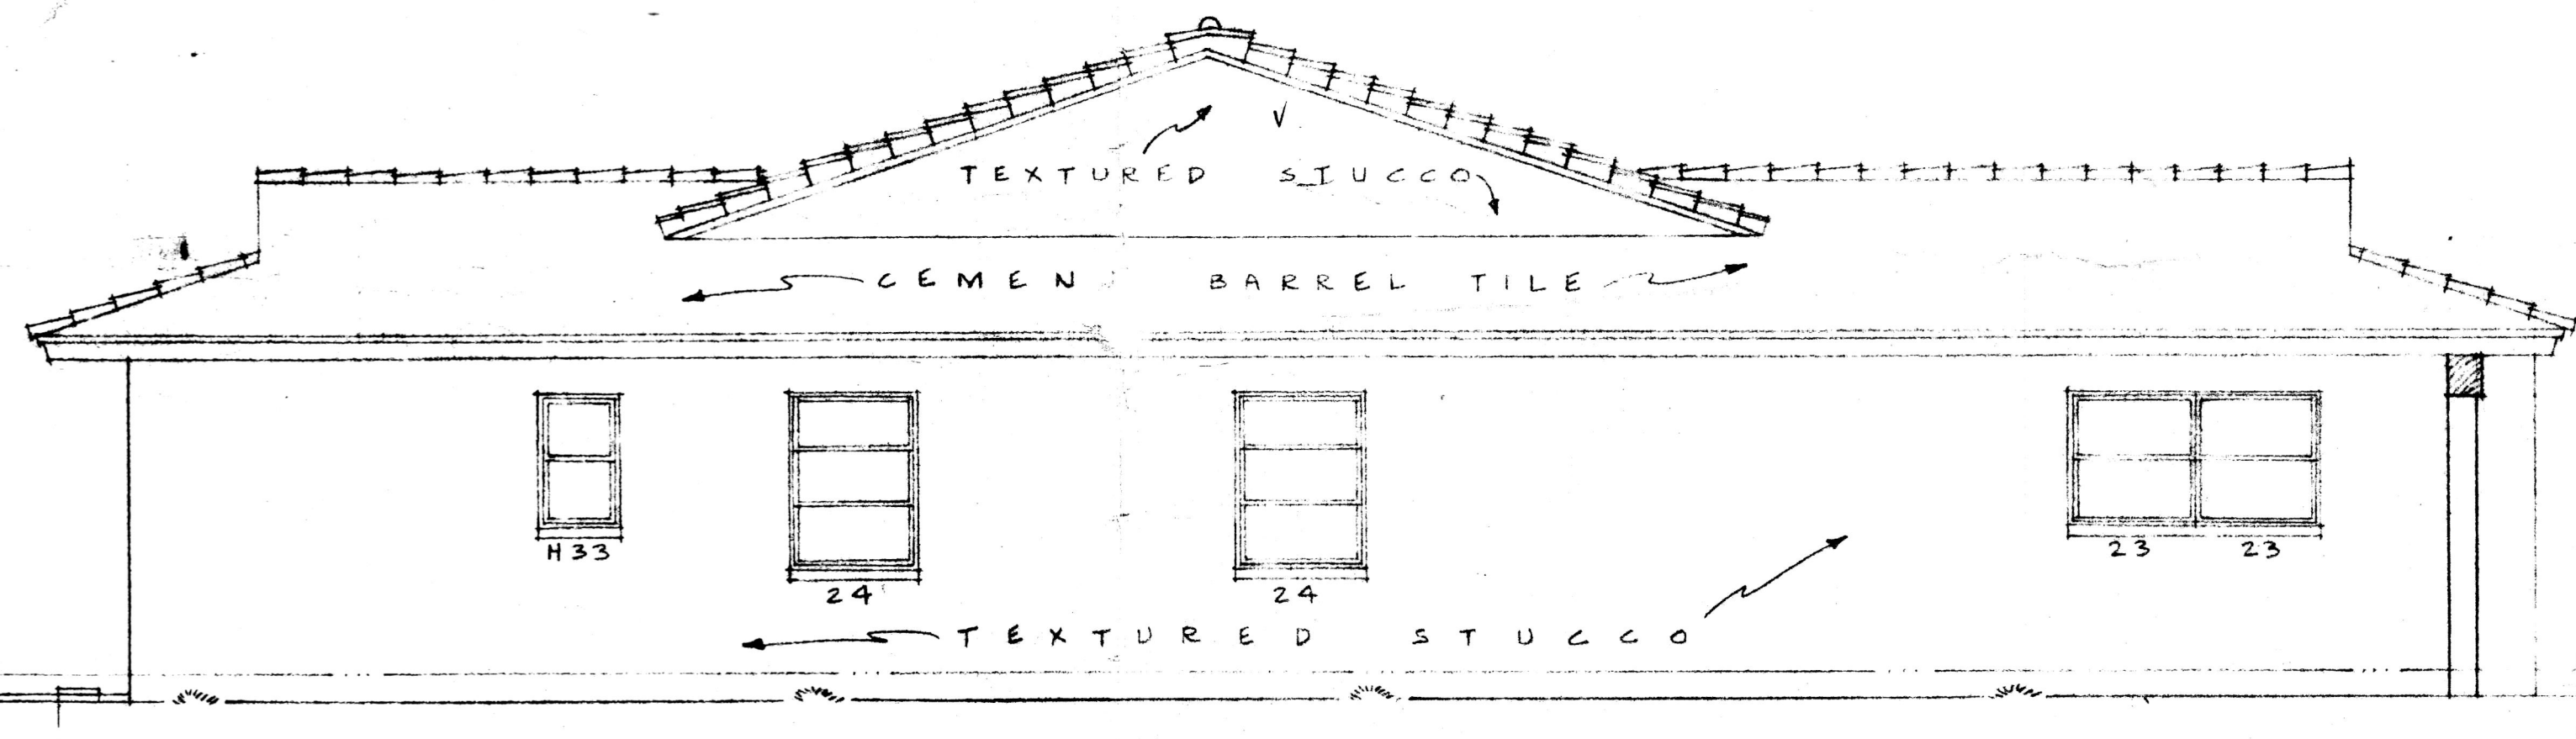 TEXTURED STUCCO
CEMEN BARREL TILE
H33
24
24
23 23
TEXTURED STUCCO